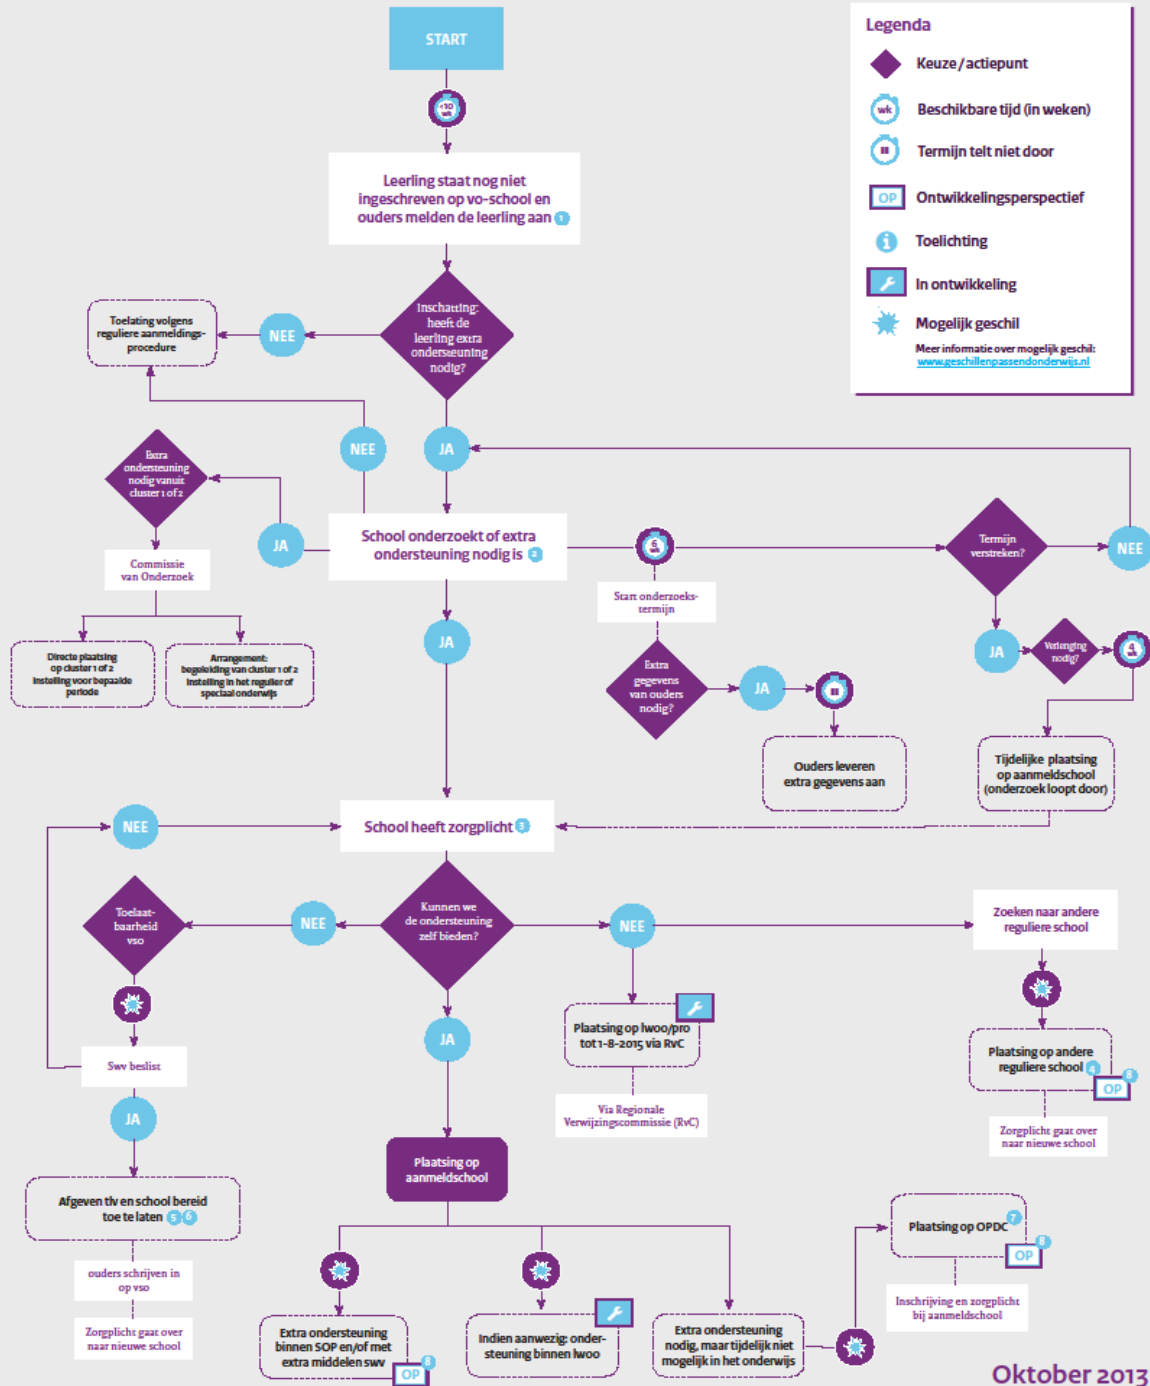 START
<10
wk
Leerling staat nog niet
ingeschreven op vo-school en
ouders melden de leerling aan 1
Inschatting:
heeft de
leerling extra
ondersteuning
nodig?
NEE
Toelating volgens
reguliere aanmeldings-
procedure
NEE
JA
Extra
ondersteuning
nodig vanuit
cluster 1 of 2
JA
Commissie
van Onderzoek
Directe plaatsing
op cluster 1 of 2
instelling voor bepaalde
periode
Arrangement:
begeleiding van cluster 1 of 2
instelling in het regulier of
speciaal onderwijs
School onderzoekt of extra
ondersteuning nodig is 2
JA
6
wk
Start onderzoeks-
termijn
Extra
gegevens
van ouders
nodig?
JA
Ouders leveren
extra gegevens aan
Termijn
verstreken?
NEE
JA
Verlenging
nodig?
4
wk
Tijdelijke plaatsing
op aanmeldschool
(onderzoek loopt door)
School heeft zorgplicht 3
NEE
Kunnen we
de ondersteuning
zelf bieden?
NEE
Toelaat-
baarheid
vso
Swv beslist
JA
Afgeven tlv en school bereid
toe te laten 5 6
ouders schrijven in
op vso
Zorgplicht gaat over
naar nieuwe school
NEE
Plaatsing op lwoo/pro
tot 1-8-2015 via RvC
Via Regionale
Verwijzingscommissie (RvC)
Zoeken naar andere
reguliere school
Plaatsing op andere
reguliere school 4
OP 8
Zorgplicht gaat over
naar nieuwe school
JA
Plaatsing op
aanmeldschool
Extra ondersteuning
binnen SOP en/of met
extra middelen swv
OP 8
Indien aanwezig: onder-
steuning binnen lwoo
Extra ondersteuning
nodig, maar tijdelijk niet
mogelijk in het onderwijs
Plaatsing op OPDC 7
OP 8
Inschrijving en zorgplicht
bij aanmeldschool
Legenda
Keuze / actiepunt
wk
Beschikbare tijd (in weken)
Termijn telt niet door
OP
Ontwikkelingsperspectief
i
Toelichting
In ontwikkeling
Mogelijk geschil
Meer informatie over mogelijk geschil:
www.geschillenpassendonderwijs.nl
Oktober 2013